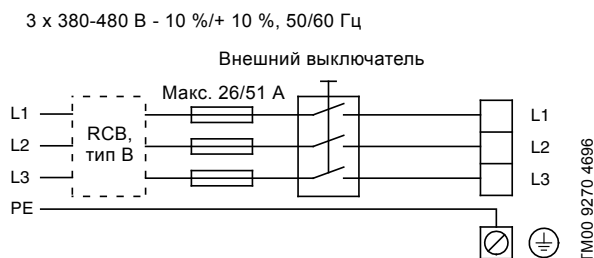 3 x 380-480 В - 10 %/+ 10 %, 50/60 Гц
Внешний выключатель
Макс. 26/51 А
L1
L2
L3
PE
RCB,
тип В
L1
L2
L3
TM00 9270 4696